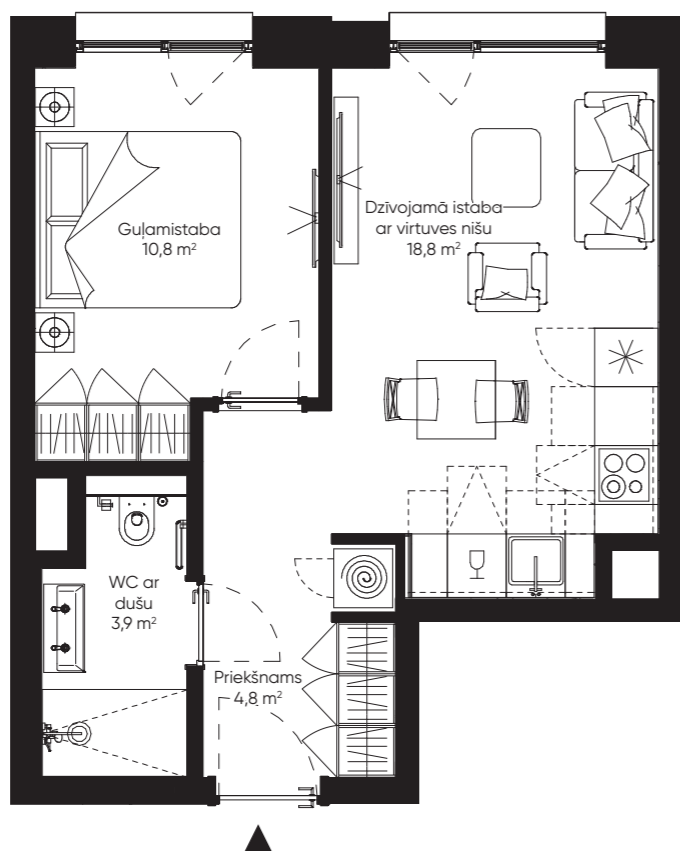 Guļamistaba
10,8 m²
Dzīvojamā istaba
ar virtuves nišu
18,8 m²
WC ar
dušu
3,9 m²
Priekšnams
4,8 m²